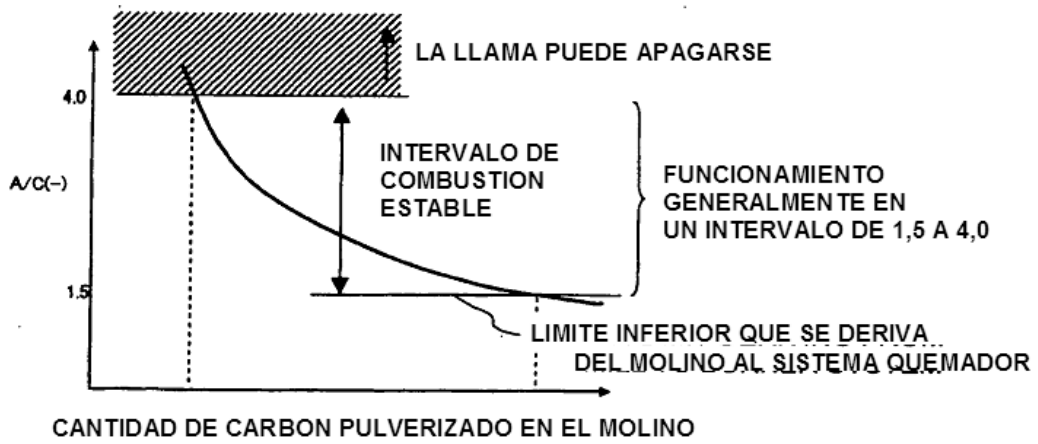 LA LLAMA PUEDE APAGARSE
4.0
A/C(-)
INTERVALO DE
COMBUSTION
ESTABLE
FUNCIONAMIENTO
GENERALMENTE EN
UN INTERVALO DE 1,5 A 4,0
1.5
LIMITE INFERIOR QUE SE DERIVA
DEL MOLINO AL SISTEMA QUEMADOR
CANTIDAD DE CARBON PULVERIZADO EN EL MOLINO